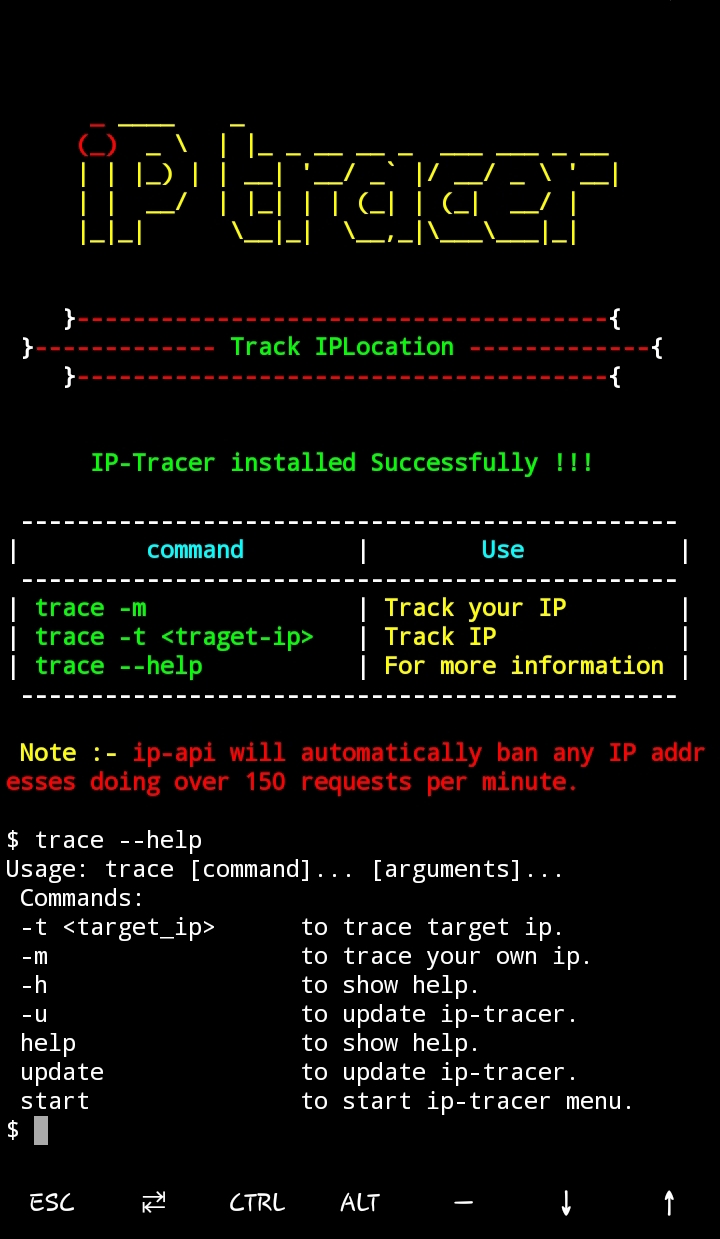 ip tracer
}--------------------------------------{
}------------- Track IPLocation -------------{
}--------------------------------------{
IP-Tracer installed Successfully !!!
-----------------------------------------------
| command | Use |
-----------------------------------------------
| trace -m | Track your IP |
| trace -t <traget-ip> | Track IP |
| trace --help | For more information |
-----------------------------------------------
Note :- ip-api will automatically ban any IP addr
esses doing over 150 requests per minute.
$ trace --help
Usage: trace [command]... [arguments]...
Commands:
-t <target_ip> to trace target ip.
-m to trace your own ip.
-h to show help.
-u to update ip-tracer.
help to show help.
update to update ip-tracer.
start to start ip-tracer menu.
$
ESC ⇄ CTRL ALT — ↓ ↑